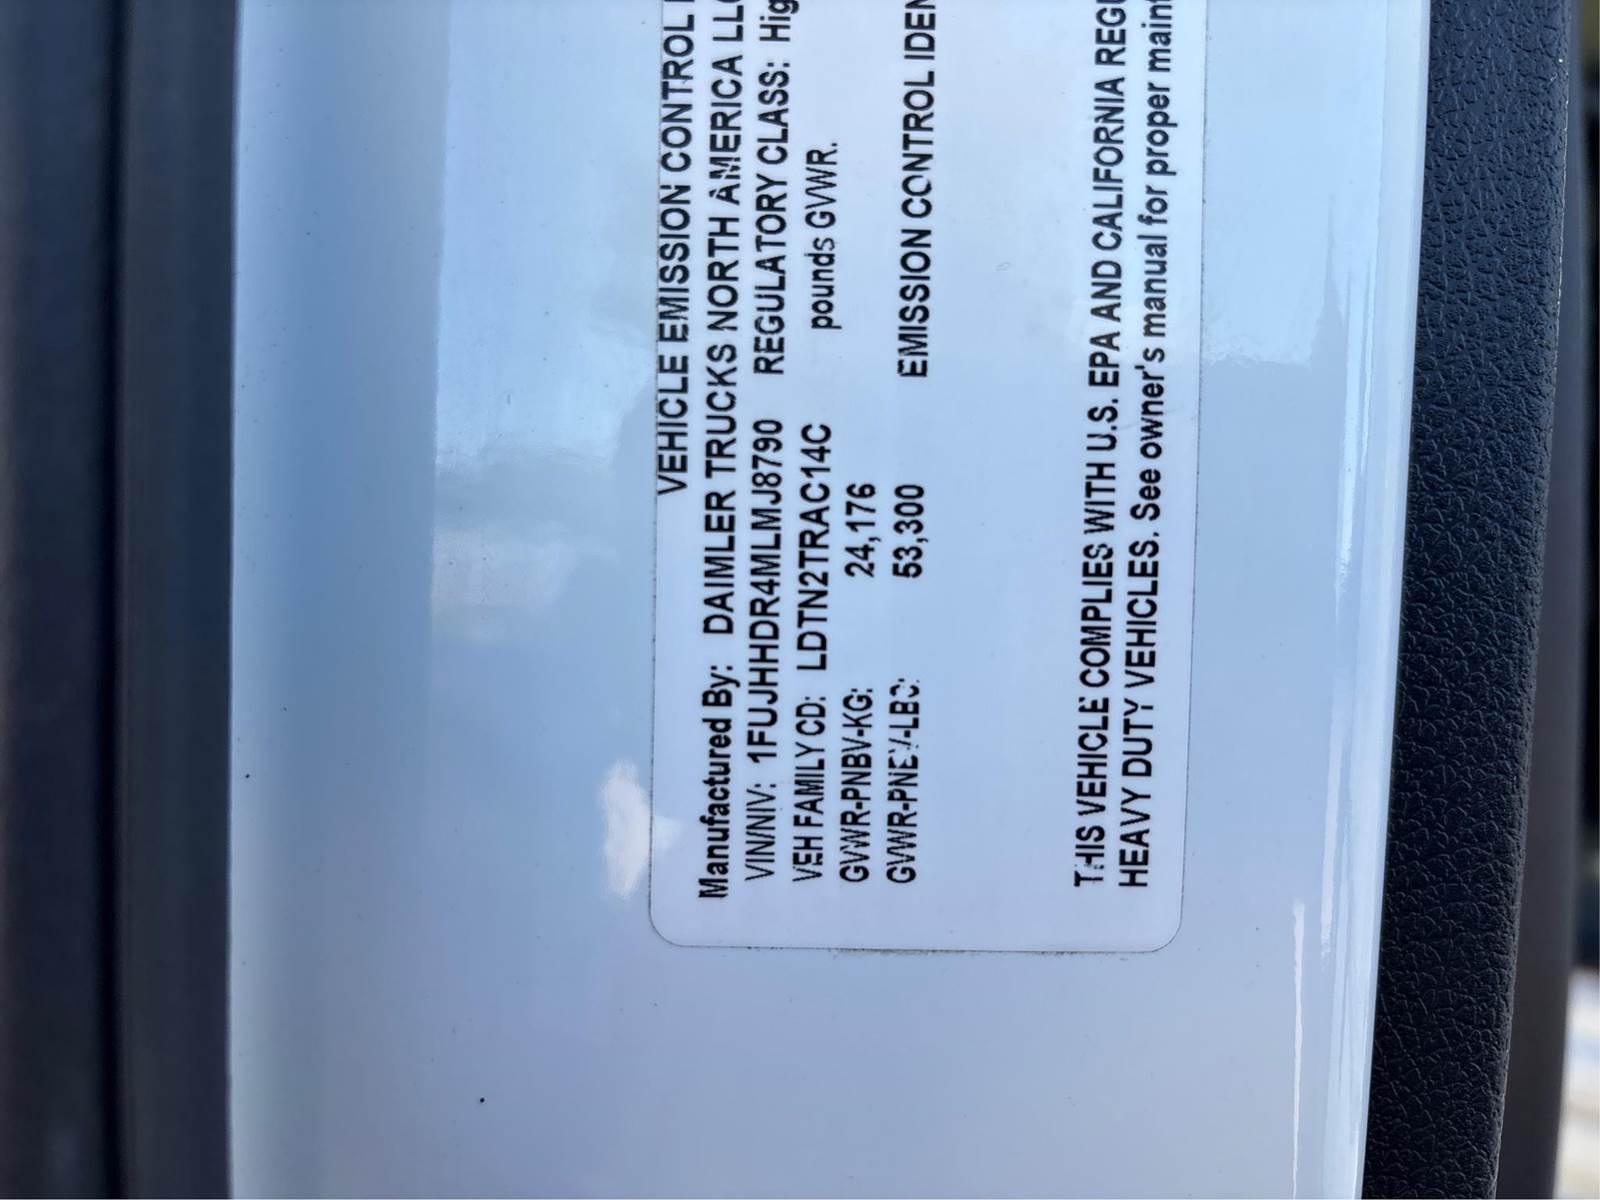 VEHICLE EMISSION CONTROL
Manufactured By: DAIMLER TRUCKS NORTH AMERICA LLC
VIN/NIV: 1FUJHHDR4MLMJ8790 REGULATORY CLASS: Hig
VEH FAMILY CD: LDTN2TRAC14C pounds GVWR.
GVWR-PNBV-KG: 24,176
GVWR-PNBV-LBS: 53,300 EMISSION CONTROL IDEN
THIS VEHICLE COMPLIES WITH U.S. EPA AND CALIFORNIA REGU
HEAVY DUTY VEHICLES. See owner's manual for proper maint